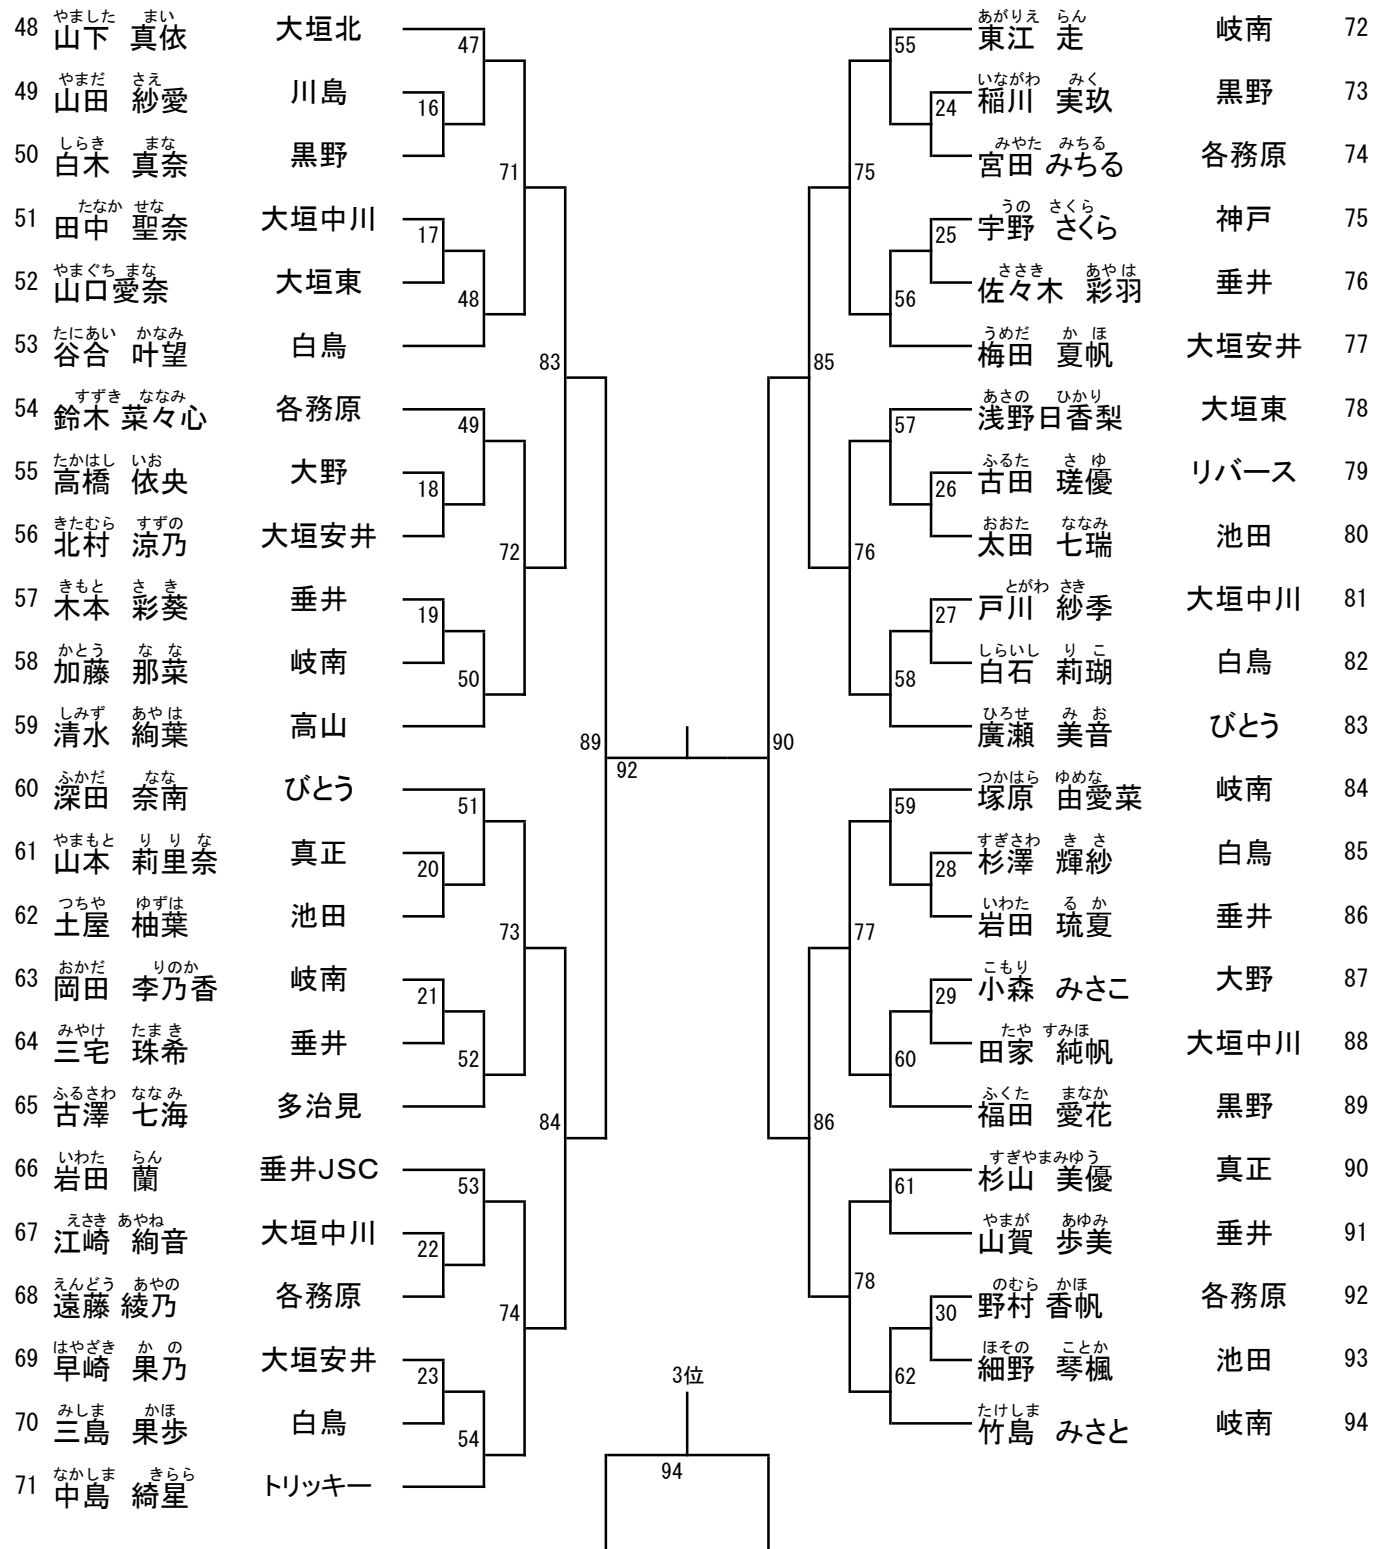 48 山下 真依 やました まい 大垣北
49 山田 紗愛 やまだ さえ 川島
50 白木 真奈 しらき まな 黒野
51 田中 聖奈 たなか せな 大垣中川
52 山口愛奈 やまぐち まな 大垣東
53 谷合 叶望 たにあい かなみ 白鳥
54 鈴木 菜々心 すずき ななみ 各務原
55 高橋 依央 たかはし いお 大野
56 北村 涼乃 きたむら すずの 大垣安井
57 木本 彩葵 きもと さき 垂井
58 加藤 那菜 かとう なな 岐南
59 清水 絢葉 しみず あやは 高山
60 深田 奈南 ふかだ なな びとう
61 山本 莉里奈 やまもと りりな 真正
62 土屋 柚葉 つちや ゆずは 池田
63 岡田 李乃香 おかだ りのか 岐南
64 三宅 珠希 みやけ たまき 垂井
65 古澤 七海 ふるさわ ななみ 多治見
66 岩田 蘭 いわた らん 垂井JSC
67 江崎 絢音 えさき あやね 大垣中川
68 遠藤 綾乃 えんどう あやの 各務原
69 早崎 果乃 はやざき かの 大垣安井
70 三島 果歩 みしま かほ 白鳥
71 中島 綺星 なかしま きらら トリッキー
47
16
71
17
48
83
49
18
72
19
50
89
92
51
20
73
21
52
84
53
22
74
23
54
3位
94
90
55
24
75
25
56
85
57
26
76
27
58
59
28
77
29
60
86
61
78
30
62
東江 走 あがりえ らん 岐南 72
稲川 実玖 いながわ みく 黒野 73
宮田 みちる みやた みちる 各務原 74
宇野 さくら うの さくら 神戸 75
佐々木 彩羽 ささき あやは 垂井 76
梅田 夏帆 うめだ かほ 大垣安井 77
浅野日香梨 あさの ひかり 大垣東 78
古田 瑳優 ふるた さゆ リバース 79
太田 七瑞 おおた ななみ 池田 80
戸川 紗季 とがわ さき 大垣中川 81
白石 莉瑚 しらいし りこ 白鳥 82
廣瀬 美音 ひろせ みお びとう 83
塚原 由愛菜 つかはら ゆめな 岐南 84
杉澤 輝紗 すぎさわ きさ 白鳥 85
岩田 琉夏 いわた るか 垂井 86
小森 みさこ こもり 大野 87
田家 純帆 たや すみほ 大垣中川 88
福田 愛花 ふくた まなか 黒野 89
杉山 美優 すぎやまみゆう 真正 90
山賀 歩美 やまが あゆみ 垂井 91
野村 香帆 のむら かほ 各務原 92
細野 琴楓 ほその ことか 池田 93
竹島 みさと たけしま 岐南 94